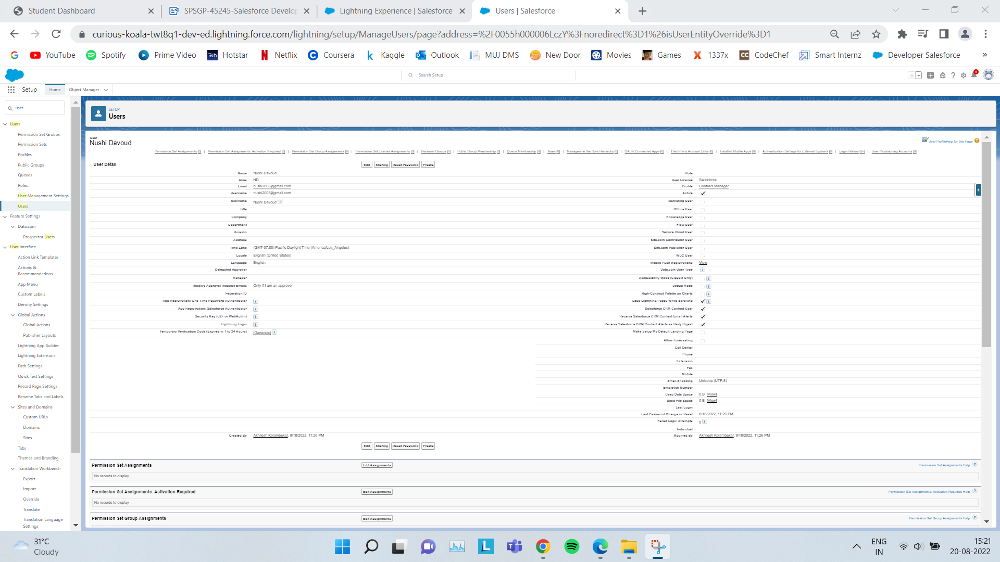 Student Dashboard
SPSGP-45245-Salesforce Develop
Lightning Experience | Salesforce
Users | Salesforce
curious-koala-twt8q1-dev-ed.lightning.force.com/lightning/setup/ManageUsers/page?address=%2F0055h000006LczY%3Fnoredirect%3D1%26isUserEntityOverride%3D1
YouTube Spotify Prime Video Hotstar Netflix Coursera Kaggle Outlook MUJ DMS New Door Movies Games 1337x CodeChef Smart Internz Developer Salesforce »
Search Setup
1
Setup Home Object Manager
user
Users
Permission Set Groups
Permission Sets
Profiles
Public Groups
Queues
Roles
User Management Settings
Users
Feature Settings
Data.com
Prospector Users
User Interface
Action Link Templates
Actions &
Recommendations
App Menu
Custom Labels
Density Settings
Global Actions
Global Actions
Publisher Layouts
Lightning App Builder
Lightning Extension
Path Settings
Quick Text Settings
Record Page Settings
Rename Tabs and Labels
Sites and Domains
Custom URLs
Domains
Sites
Tabs
Themes and Branding
Translation Workbench
Export
Import
Override
Translate
Translation Language
Settings
SETUP
Users
User
Nushi Davoud
User Profile Help for this Page
Permission Set Assignments [0] | Permission Set Assignments: Activation Required [0] | Permission Set Group Assignments [0] | Permission Set License Assignments [0] | Personal Groups [0] | Public Group Membership [0] | Queue Membership [0] | Team [0] | Managers in the Role Hierarchy [0] | OAuth Connected Apps [0] | Third-Party Account Links [0] | Installed Mobile Apps [0] | Authentication Settings for External Systems [0] | Login History [0+] | User Provisioning Accounts [0]
User Detail Edit Sharing Reset Password Freeze
Name Nushi Davoud
Alias ND
Email nushi2003@gmail.com
Username nushi2003@gmail.com
Nickname Nushi Davoud
Title
Company
Department
Division
Address
Time Zone (GMT-07:00) Pacific Daylight Time (America/Los_Angeles)
Locale English (United States)
Language English
Delegated Approver
Manager
Receive Approval Request Emails Only if I am an approver
Federation ID
App Registration: One-Time Password Authenticator
App Registration: Salesforce Authenticator
Security Key (U2F or WebAuthn)
Lightning Login
Temporary Verification Code (Expires in 1 to 24 Hours) [Generate]
Role
User License Salesforce
Profile Contract Manager
Active
Marketing User
Offline User
Knowledge User
Flow User
Service Cloud User
Site.com Contributor User
Site.com Publisher User
WDC User
Mobile Push Registrations View
Data.com User Type
Accessibility Mode (Classic Only)
Debug Mode
High-Contrast Palette on Charts
Load Lightning Pages While Scrolling
Salesforce CRM Content User
Receive Salesforce CRM Content Email Alerts
Receive Salesforce CRM Content Alerts as Daily Digest
Make Setup My Default Landing Page
Allow Forecasting
Call Center
Phone
Extension
Fax
Mobile
Email Encoding Unicode (UTF-8)
Employee Number
Used Data Space 0 B [View]
Used File Space 0 B [View]
Last Login
Last Password Change or Reset 8/18/2022, 11:26 PM
Failed Login Attempts 0
Individual
Created By Akhilesh Kolambekar, 8/18/2022, 11:26 PM
Modified By Akhilesh Kolambekar, 8/18/2022, 11:26 PM
Edit Sharing Reset Password Freeze
Permission Set Assignments Edit Assignments Permission Set Assignments Help ?
No records to display
Permission Set Assignments: Activation Required Edit Assignments Permission Set Assignments: Activation Required Help ?
No records to display
Permission Set Group Assignments Edit Assignments Permission Set Group Assignments Help ?
31°C
Cloudy
ENG
IN
15:21
20-08-2022